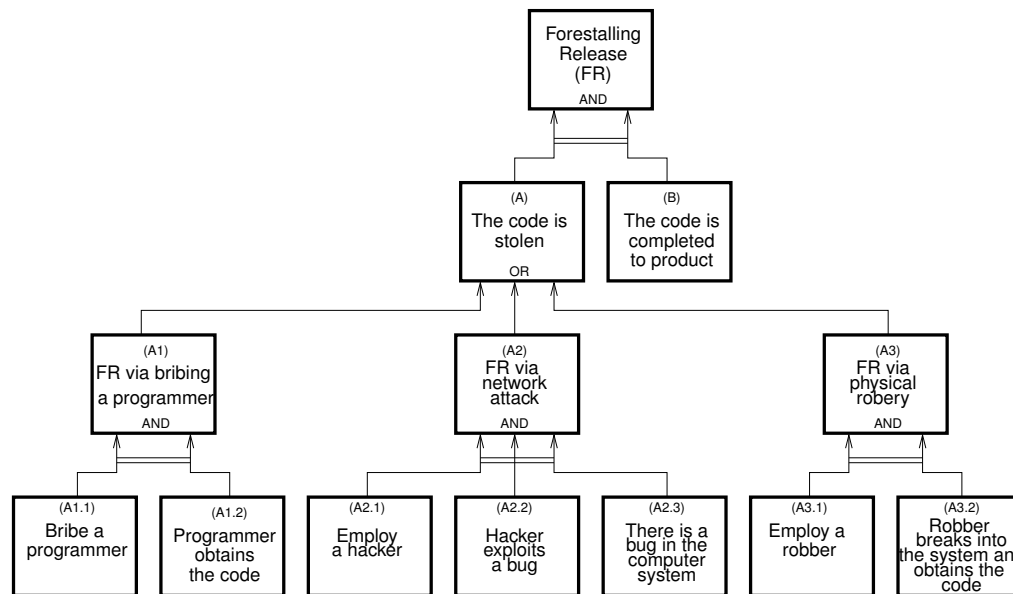 Forestalling
Release
(FR)
AND
(A)
The code is
stolen
OR
(B)
The code is
completed
to product
(A1)
FR via bribing
a programmer
AND
(A2)
FR via
network
attack
AND
(A3)
FR via
physical
robery
AND
(A1.1)
Bribe a
programmer
(A1.2)
Programmer
obtains
the code
(A2.1)
Employ
a hacker
(A2.2)
Hacker
exploits
a bug
(A2.3)
There is a
bug in the
computer
system
(A3.1)
Employ a
robber
(A3.2)
Robber
breaks into
the system an
obtains the
code